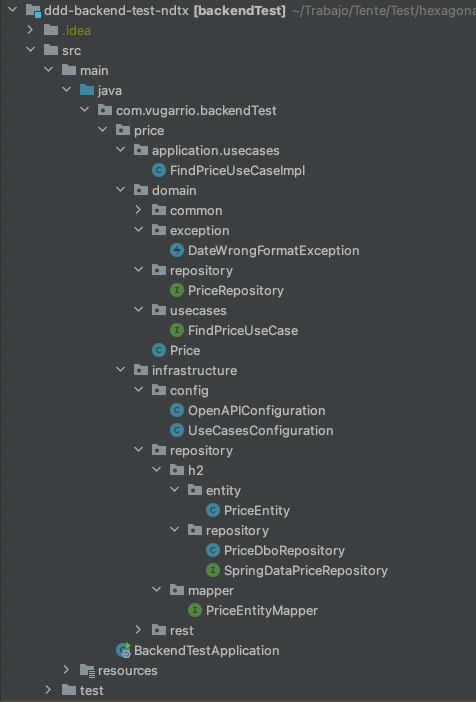 ddd-backend-test-ndtx [backendTest] ~/Trabajo/Tente/Test/hexagona
.idea
src
main
java
com.vugarrio.backendTest
price
application.usecases
FindPriceUseCaseImpl
domain
common
exception
DateWrongFormatException
repository
PriceRepository
usecases
FindPriceUseCase
Price
infrastructure
config
OpenAPIConfiguration
UseCasesConfiguration
repository
h2
entity
PriceEntity
repository
PriceDboRepository
SpringDataPriceRepository
mapper
PriceEntityMapper
rest
BackendTestApplication
resources
test